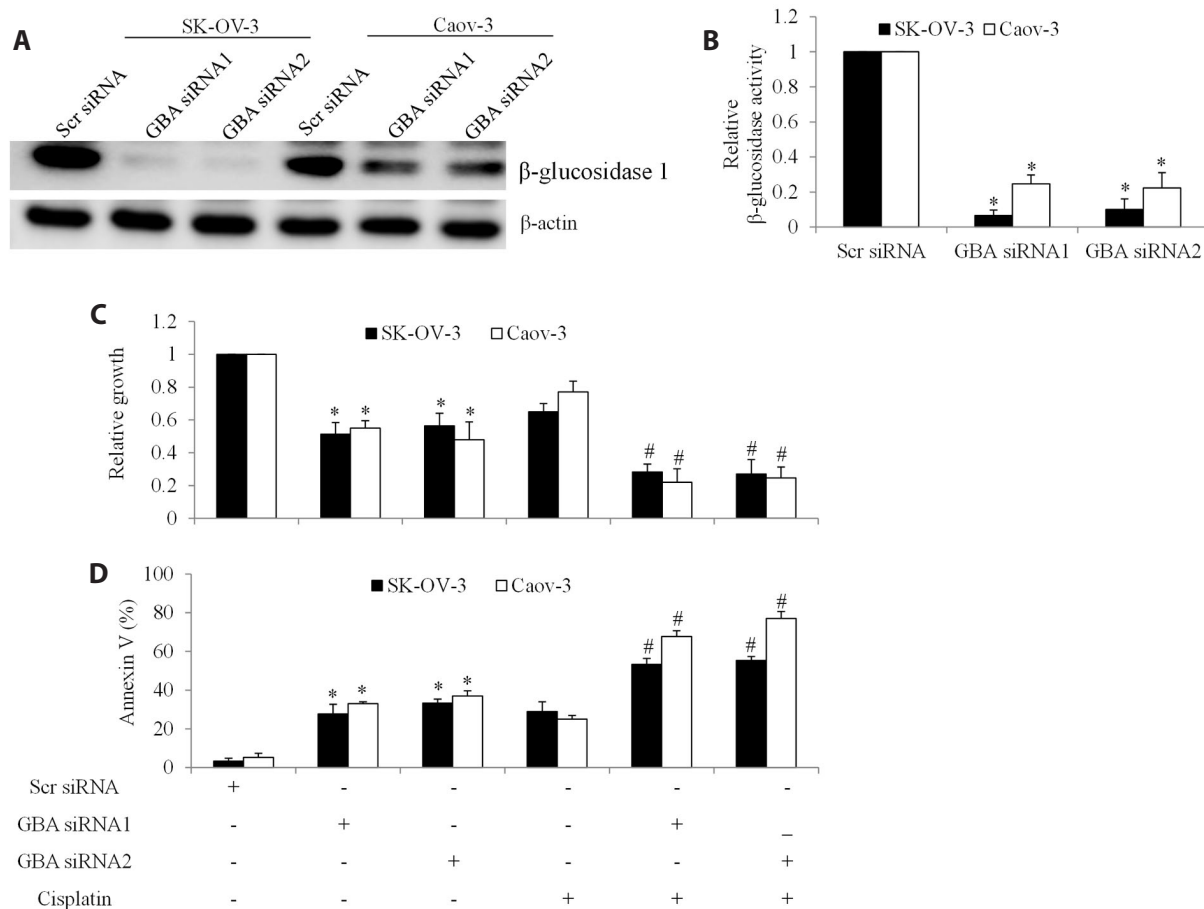 A
SK-OV-3
Caov-3
Scr siRNA
GBA siRNA1
GBA siRNA2
Scr siRNA
GBA siRNA1
GBA siRNA2
β-glucosidase 1
β-actin
B
SK-OV-3 Caov-3
Relative
β-glucosidase activity
1.2
1
0.8
0.6
0.4
0.2
0
* * * *
Scr siRNA GBA siRNA1 GBA siRNA2
C
SK-OV-3 Caov-3
Relative growth
1.2
1
0.8
0.6
0.4
0.2
0
* * * * # # # #
D
SK-OV-3 Caov-3
Annexin V (%)
100
80
60
40
20
0
* * * * # # # #
Scr siRNA + - - - - -
GBA siRNA1 - + - - + –
GBA siRNA2 - - + - - +
Cisplatin - - - + + +